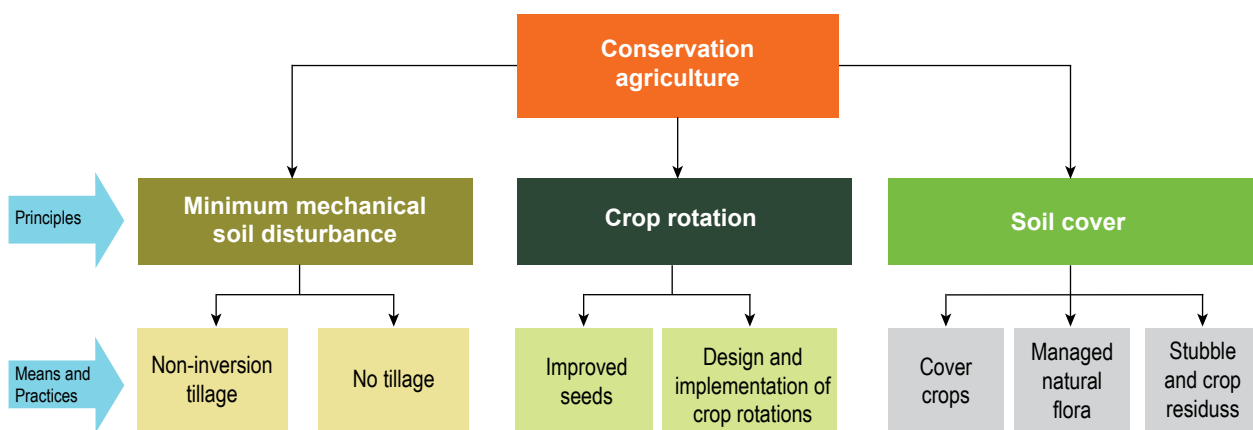 Conservation
agriculture
Principles
Minimum mechanical
soil disturbance
Crop rotation
Soil cover
Means and
Practices
Non-inversion
tillage
No tillage
Improved
seeds
Design and
implementation of
crop rotations
Cover
crops
Managed
natural
flora
Stubble
and crop
residuss